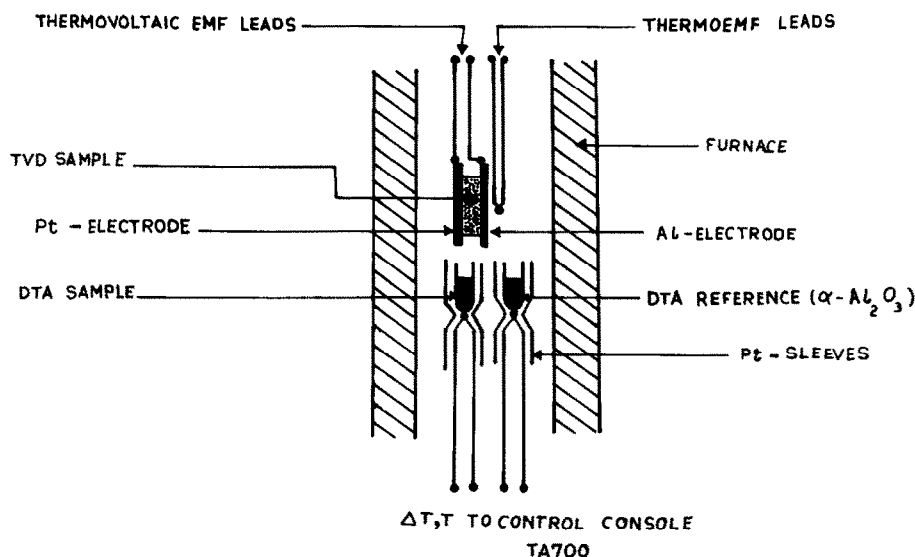 THERMOVOLTAIC EMF LEADS
THERMOEMF LEADS
FURNACE
TVD SAMPLE
Pt-ELECTRODE
Al-ELECTRODE
DTA SAMPLE
DTA REFERENCE (α-Al₂O₃)
Pt-SLEEVES
ΔT,T TO CONTROL CONSOLE
TA700